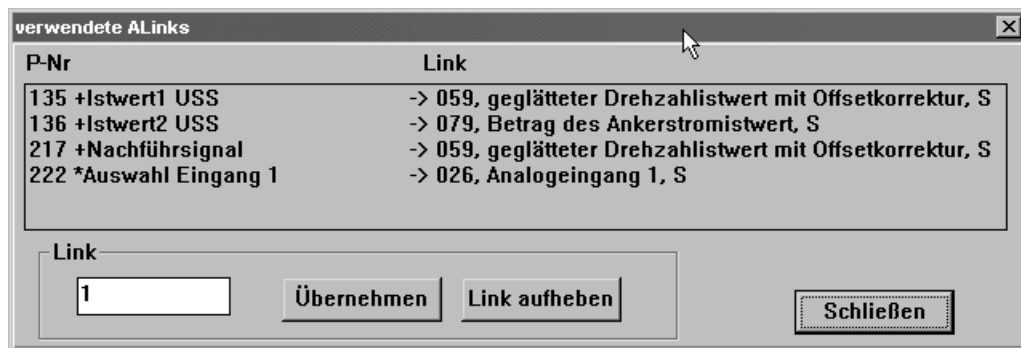 verwendete ALinks
P-Nr Link
135 +Istwert1 USS -> 059, geglätteter Drehzahlistwert mit Offsetkorrektur, S
136 +Istwert2 USS -> 079, Betrag des Ankerstromistwert, S
217 +Nachführsignal -> 059, geglätteter Drehzahlistwert mit Offsetkorrektur, S
222 *Auswahl Eingang 1 -> 026, Analogeingang 1, S
Link
1 Übernehmen Link aufheben Schließen